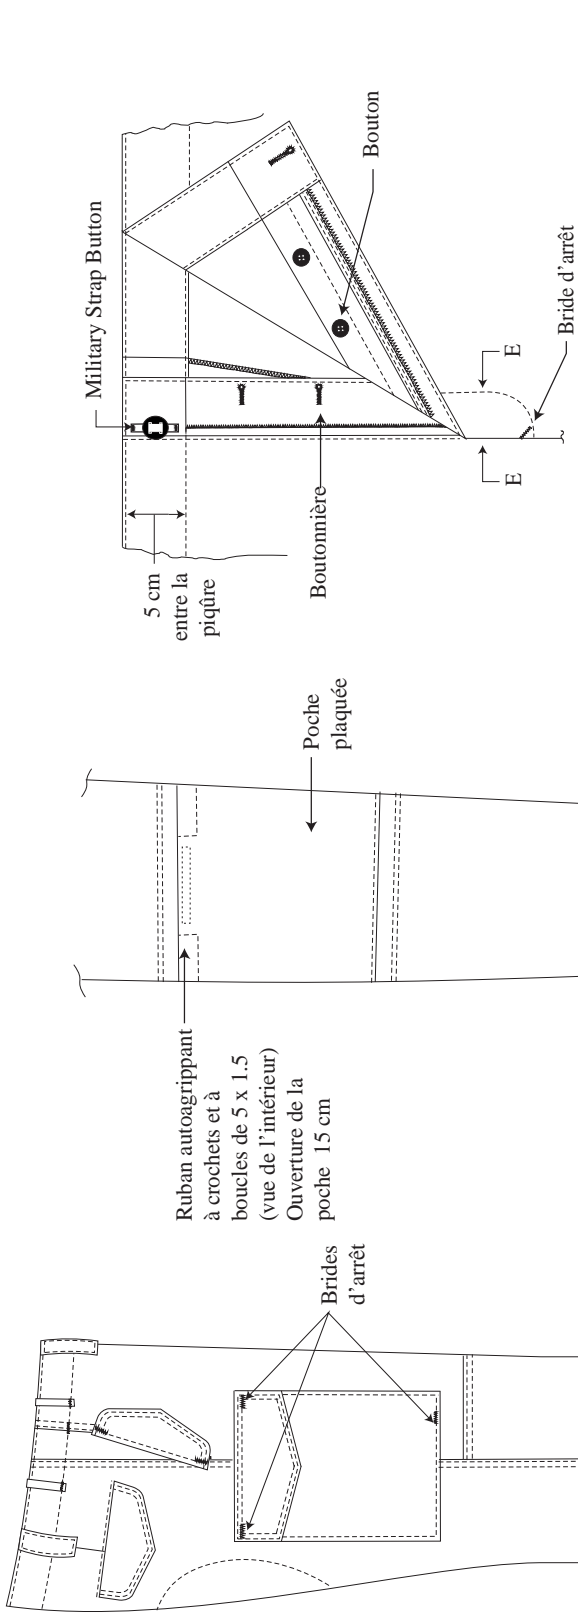 Military Strap Button
Bouton
5 cm
entre la
piqûre
Boutonnière
E
E
Bride d'arrêt
Poche
plaquée
Ruban autoagrippant
à crochets et à
boucles de 5 x 1.5
(vue de l'intérieur)
Ouverture de la
poche 15 cm
Brides
d'arrêt